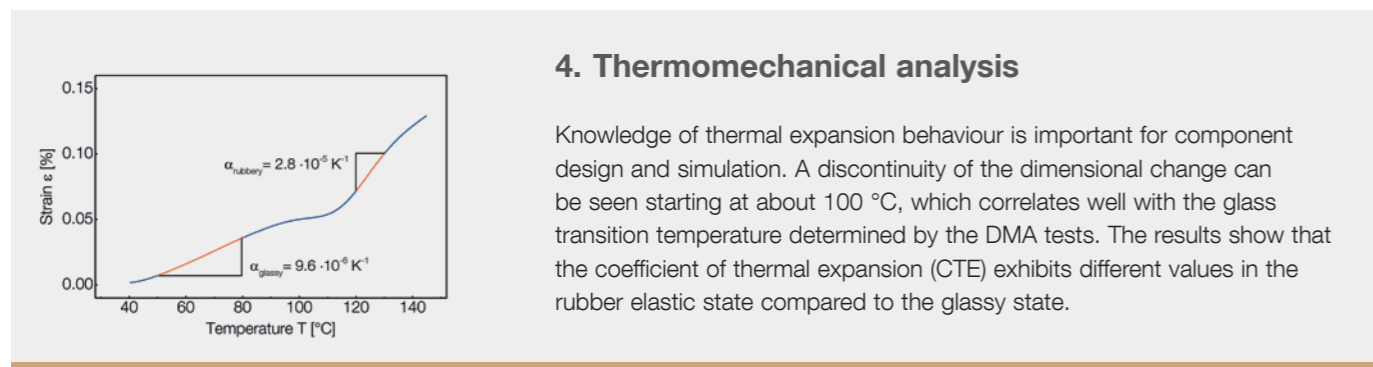 4. Thermomechanical analysis
Knowledge of thermal expansion behaviour is important for component
design and simulation. A discontinuity of the dimensional change can
be seen starting at about 100 °C, which correlates well with the glass
transition temperature determined by the DMA tests. The results show that
the coefficient of thermal expansion (CTE) exhibits different values in the
rubber elastic state compared to the glassy state.
Strain ε [%]
0.15
0.10
0.05
0.00
α_rubbery = 2.8 ·10⁻⁵ K⁻¹
α_glassy = 9.6 ·10⁻⁶ K⁻¹
40 60 80 100 120 140
Temperature T [°C]